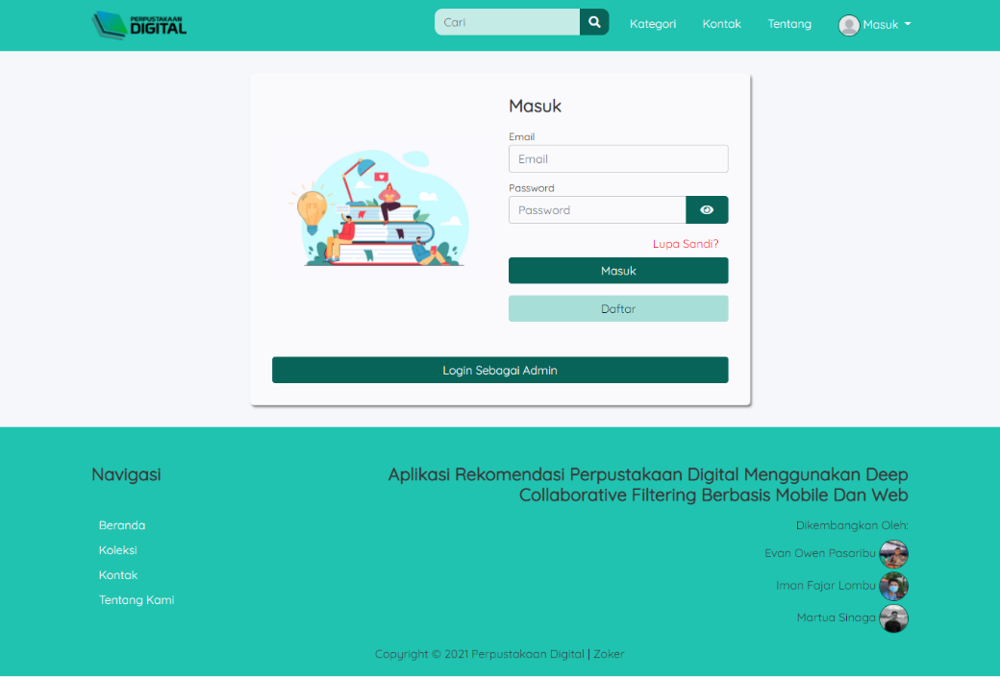 PERPUSTAKAAN
DIGITAL
Cari
Kategori
Kontak
Tentang
Masuk
Masuk
Email
Email
Password
Password
Lupa Sandi?
Masuk
Daftar
Login Sebagai Admin
Navigasi
Beranda
Koleksi
Kontak
Tentang Kami
Aplikasi Rekomendasi Perpustakaan Digital Menggunakan Deep
Collaborative Filtering Berbasis Mobile Dan Web
Dikembangkan Oleh:
Evan Owen Pasaribu
Iman Fajar Lombu
Martua Sinaga
Copyright © 2021 Perpustakaan Digital | Zoker